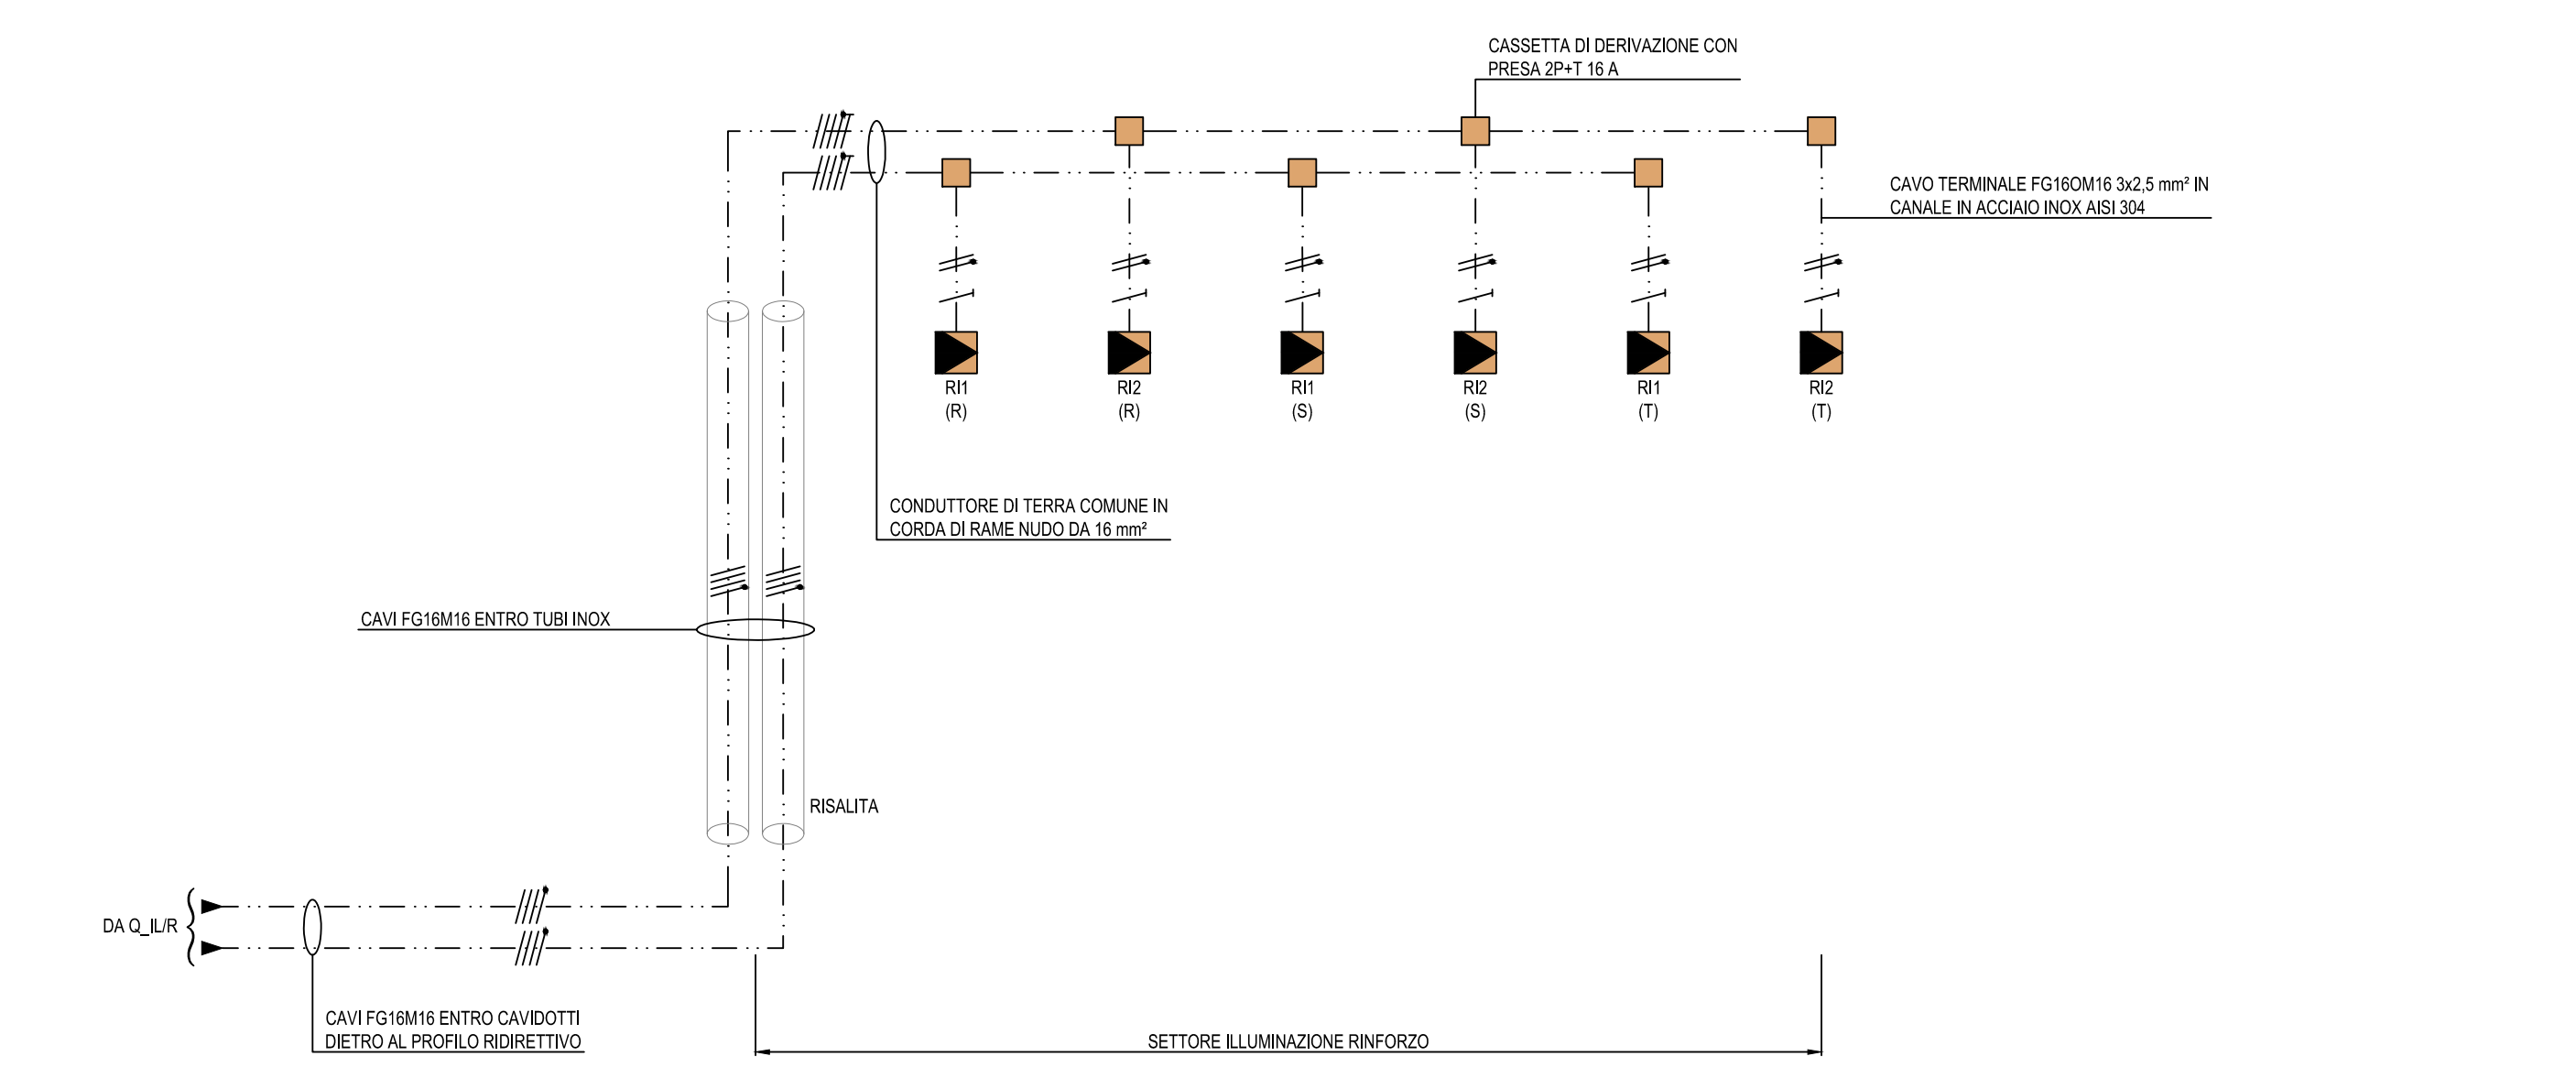 CASSETTA DI DERIVAZIONE CON
PRESA 2P+T 16 A
CAVO TERMINALE FG16OM16 3x2,5 mm² IN
CANALE IN ACCIAIO INOX AISI 304
RI1
(R)
RI2
(R)
RI1
(S)
RI2
(S)
RI1
(T)
RI2
(T)
CONDUTTORE DI TERRA COMUNE IN
CORDA DI RAME NUDO DA 16 mm²
CAVI FG16M16 ENTRO TUBI INOX
RISALITA
DA Q_IL/R
CAVI FG16M16 ENTRO CAVIDOTTI
DIETRO AL PROFILO RIDIRETTIVO
SETTORE ILLUMINAZIONE RINFORZO